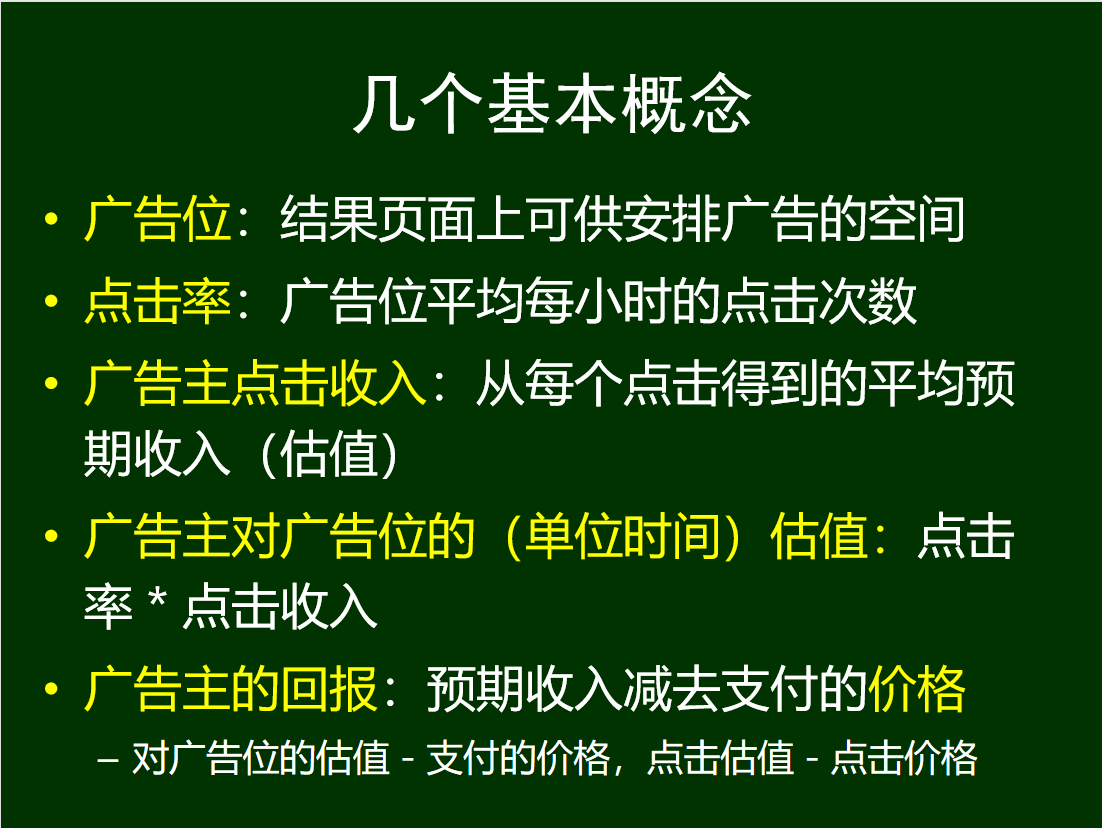 几个基本概念
• 广告位：结果页面上可供安排广告的空间
• 点击率：广告位平均每小时的点击次数
• 广告主点击收入：从每个点击得到的平均预
期收入（估值）
• 广告主对广告位的（单位时间）估值：点击
率 * 点击收入
• 广告主的回报：预期收入减去支付的价格
– 对广告位的估值 - 支付的价格，点击估值 - 点击价格